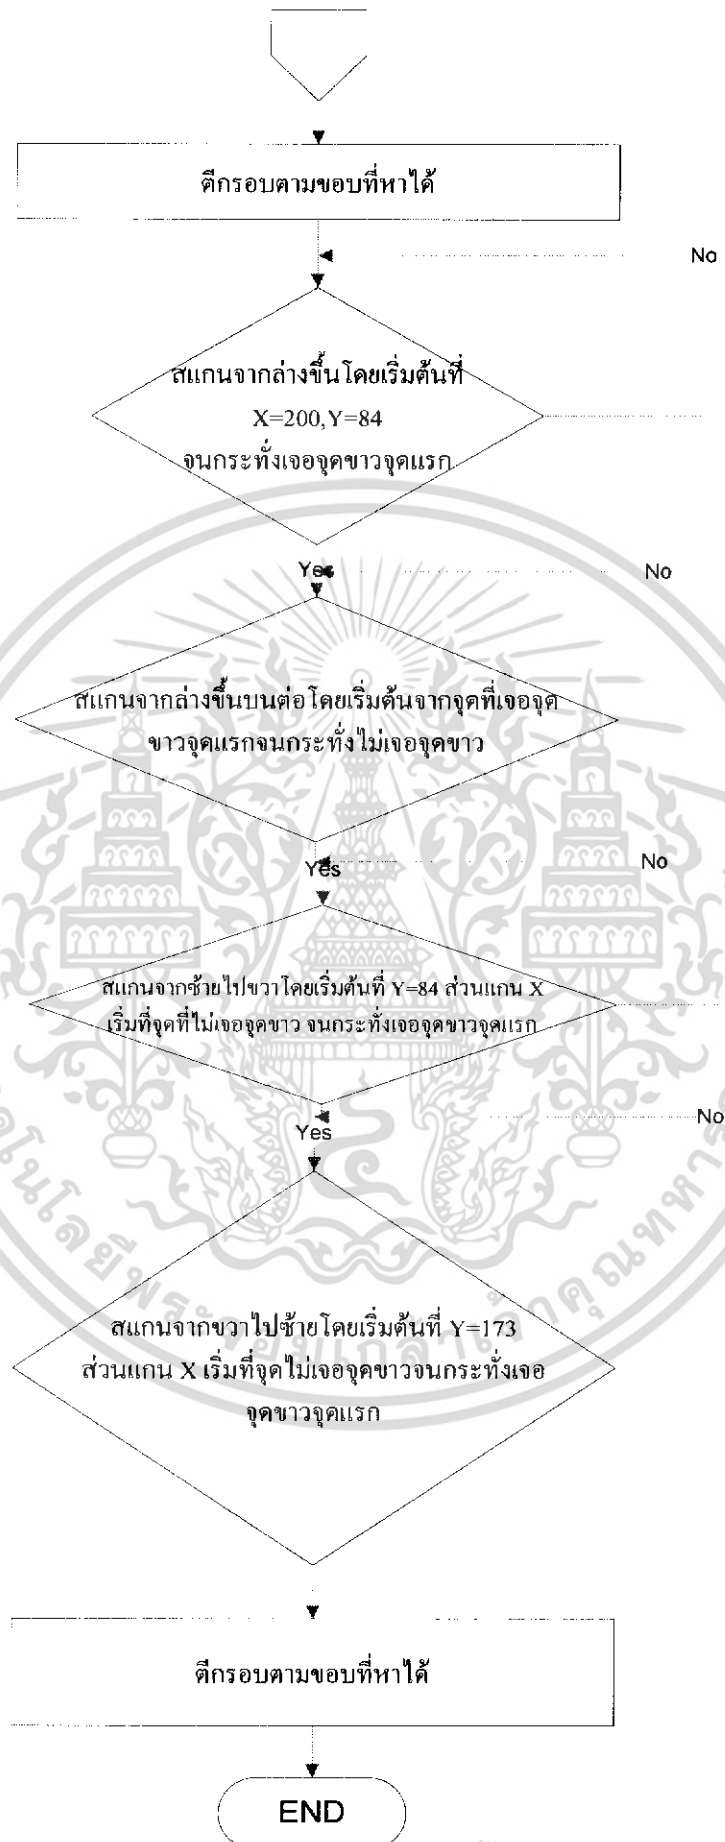 ตีกรอบตามขอบที่หาได้
No
สแกนจากล่างขึ้นโดยเริ่มต้นที่
X=200,Y=84
จนกระทั่งเจอจุดขาวจุดแรก
Yes
No
สแกนจากล่างขึ้นบนต่อโดยเริ่มต้นจากจุดที่เจอจุด
ขาวจุดแรกจนกระทั่งไม่เจอจุดขาว
Yes
No
สแกนจากซ้ายไปขวาโดยเริ่มต้นที่ Y=84 ส่วนแกน X
เริ่มที่จุดที่ไม่เจอจุดขาว จนกระทั่งเจอจุดขาวจุดแรก
Yes
No
สแกนจากขวาไปซ้ายโดยเริ่มต้นที่ Y=173
ส่วนแกน X เริ่มที่จุดไม่เจอจุดขาวจนกระทั่งเจอ
จุดขาวจุดแรก
ตีกรอบตามขอบที่หาได้
END